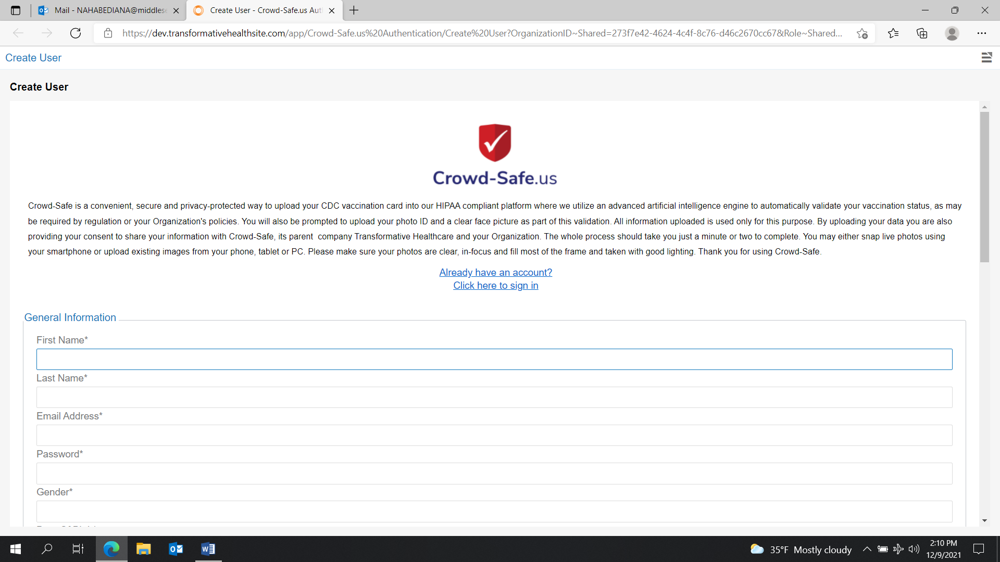 Mail - NAHABEDIANA@middlese
Create User - Crowd-Safe.us Aut
https://dev.transformativehealthsite.com/app/Crowd-Safe.us%20Authentication/Create%20User?OrganizationID~Shared=273f7e42-4624-4c4f-8c76-d46c2670cc67&Role~Shared...
Create User
Create User
Crowd-Safe.us
Crowd-Safe is a convenient, secure and privacy-protected way to upload your CDC vaccination card into our HIPAA compliant platform where we utilize an advanced artificial intelligence engine to automatically validate your vaccination status, as may
be required by regulation or your Organization's policies. You will also be prompted to upload your photo ID and a clear face picture as part of this validation. All information uploaded is used only for this purpose. By uploading your data you are also
providing your consent to share your information with Crowd-Safe, its parent company Transformative Healthcare and your Organization. The whole process should take you just a minute or two to complete. You may either snap live photos using
your smartphone or upload existing images from your phone, tablet or PC. Please make sure your photos are clear, in-focus and fill most of the frame and taken with good lighting. Thank you for using Crowd-Safe.
Already have an account?
Click here to sign in
General Information
First Name*
Last Name*
Email Address*
Password*
Gender*
35°F Mostly cloudy
2:10 PM
12/9/2021